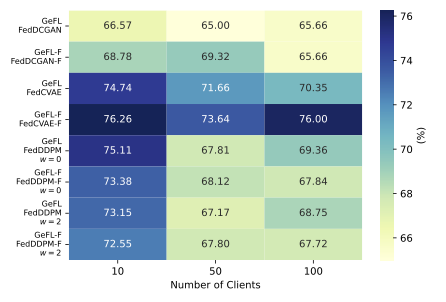 GeFL
FedDCGAN
66.57 65.00 65.66
GeFL-F
FedDCGAN-F
68.78 69.32 65.66
GeFL
FedCVAE
74.74 71.66 70.35
GeFL-F
FedCVAE-F
76.26 73.64 76.00
GeFL
FedDDPM
w = 0
75.11 67.81 69.36
GeFL-F
FedDDPM-F
w = 0
73.38 68.12 67.84
GeFL
FedDDPM
w = 2
73.15 67.17 68.75
GeFL-F
FedDDPM-F
w = 2
72.55 67.80 67.72
10 50 100
Number of Clients
76
74
72
70
68
66
(%)